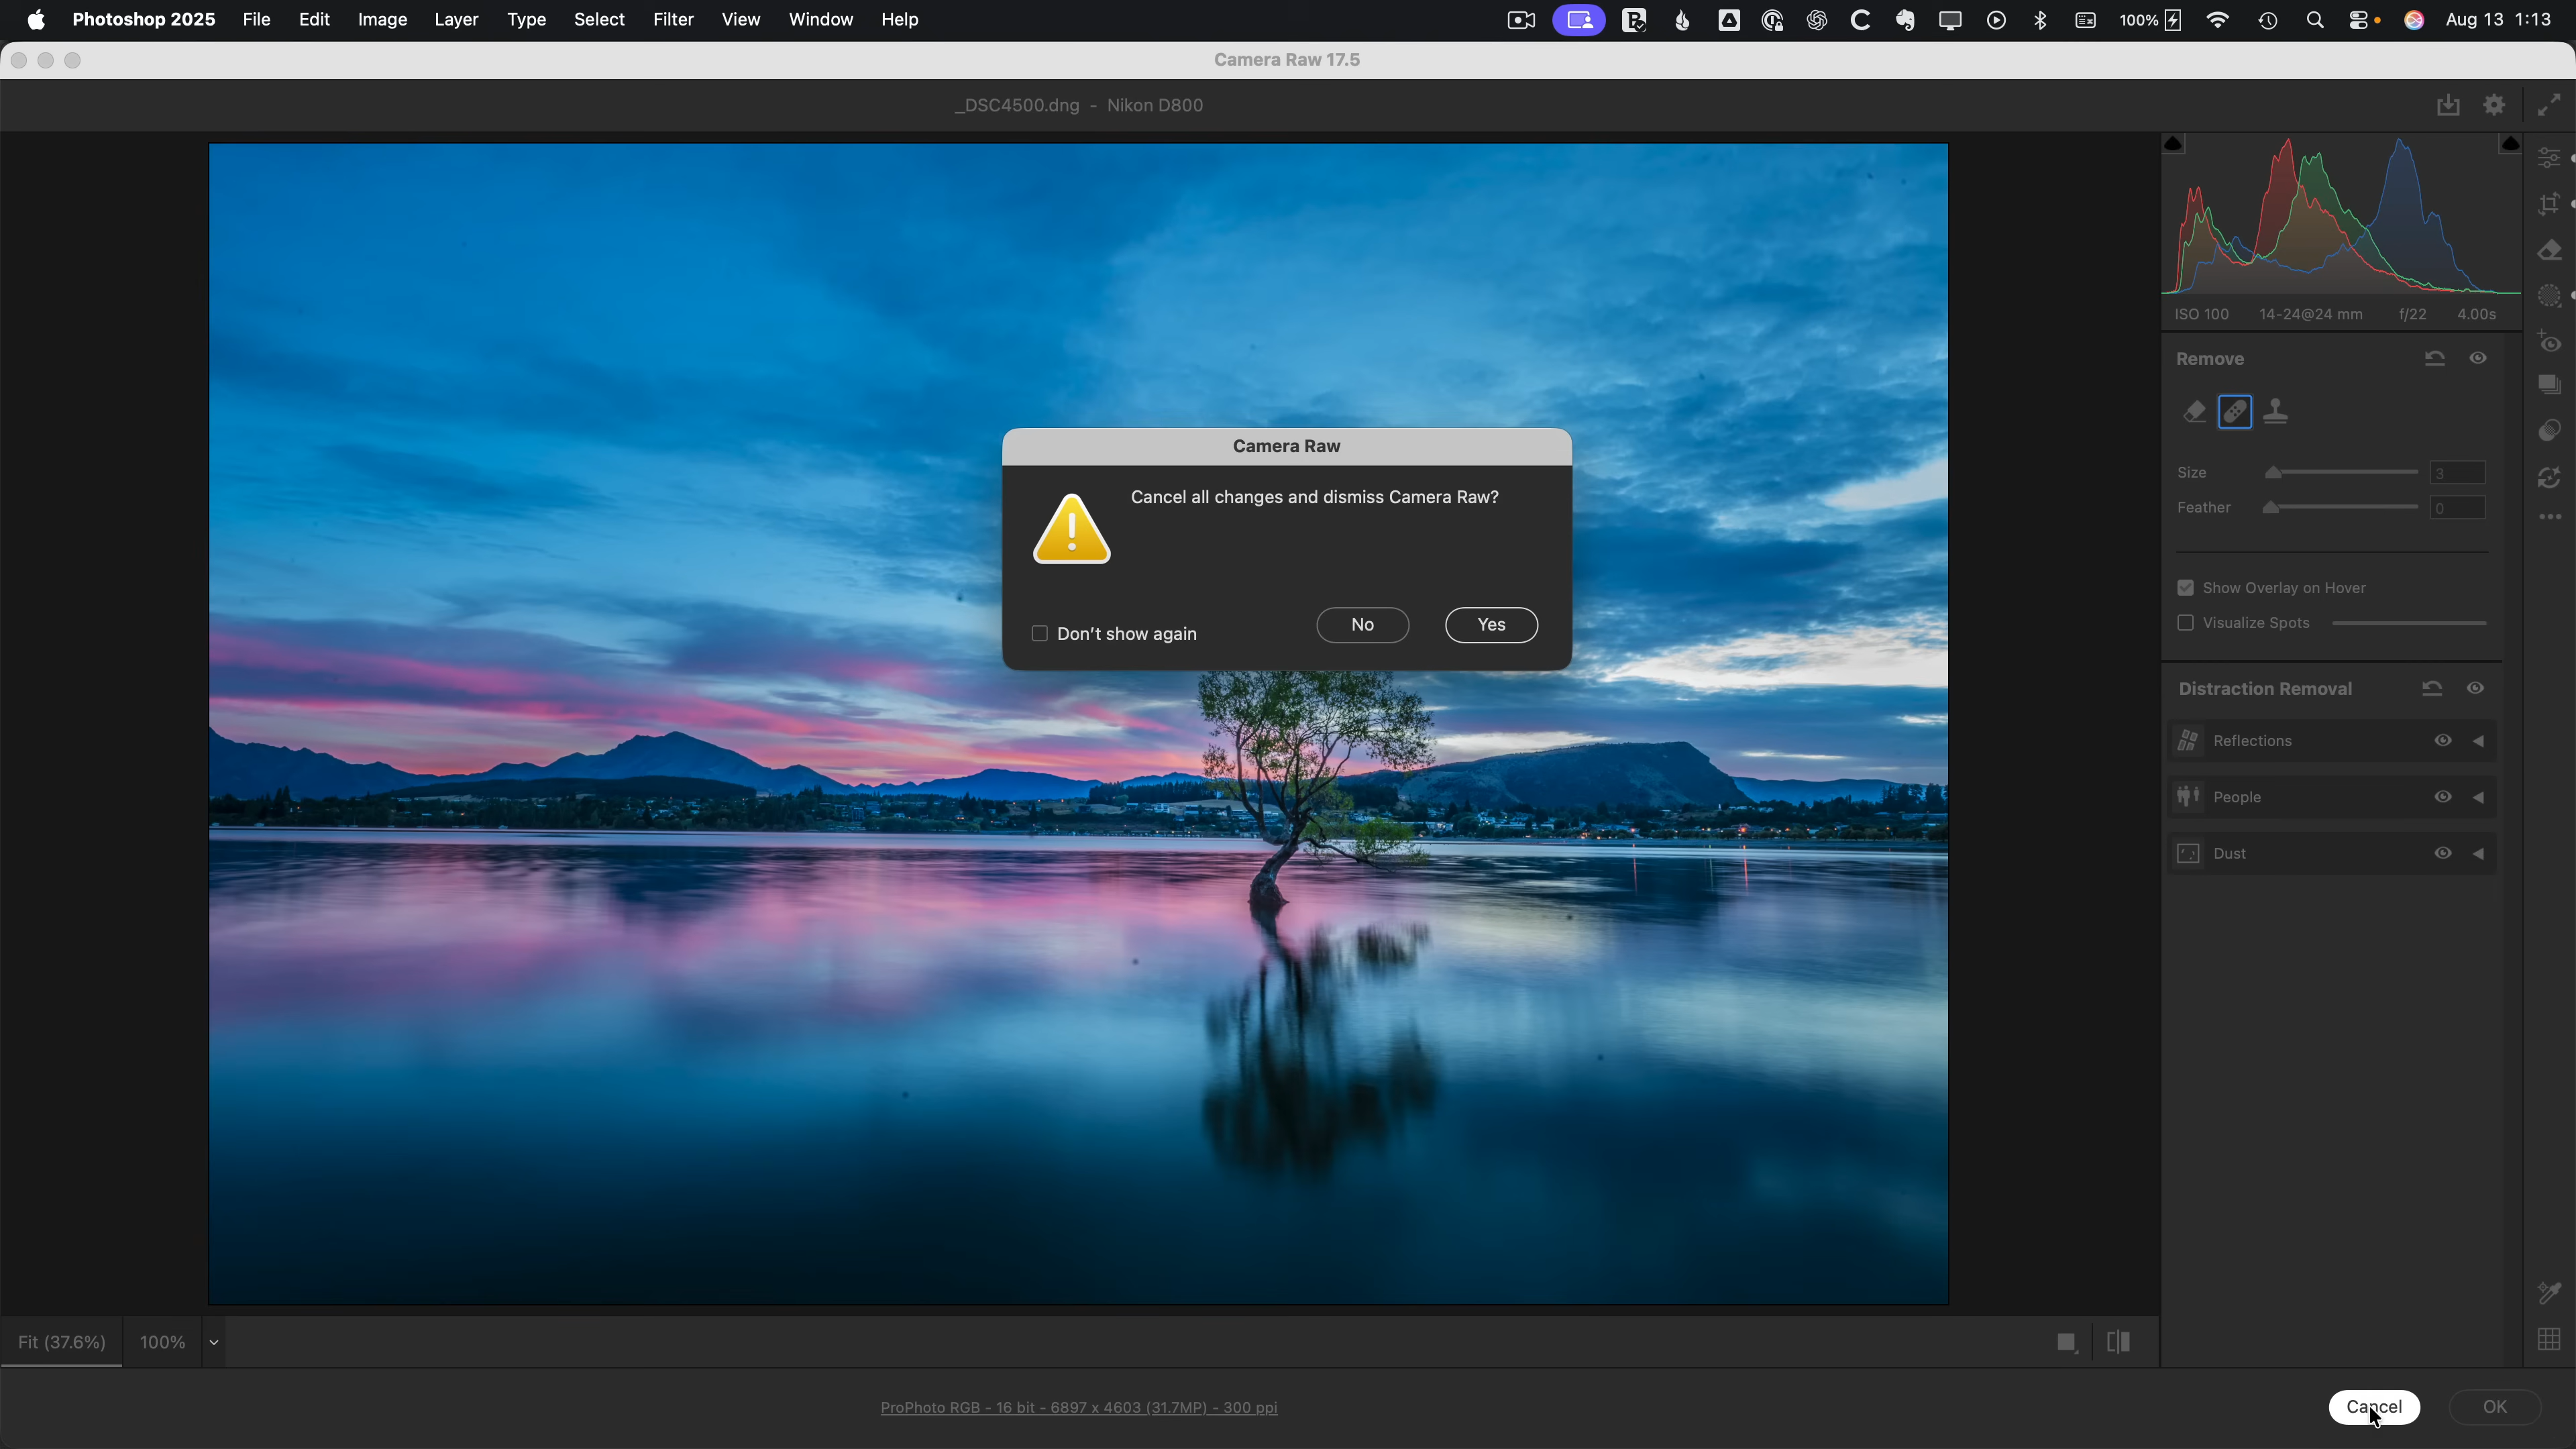 Photoshop 2025 File Edit Image Layer Type Select Filter View Window Help 100% Aug 13 1:13
Camera Raw 17.5
_DSC4500.dng - Nikon D800
ISO 100 14-24@24 mm f/22 4.00s
Remove
Size 3
Feather 0
Show Overlay on Hover
Visualize Spots
Distraction Removal
Reflections
People
Dust
Camera Raw
Cancel all changes and dismiss Camera Raw?
Don't show again No Yes
Fit (37.6%) 100%
ProPhoto RGB - 16 bit - 6897 x 4603 (31.7MP) - 300 ppi
Cancel OK